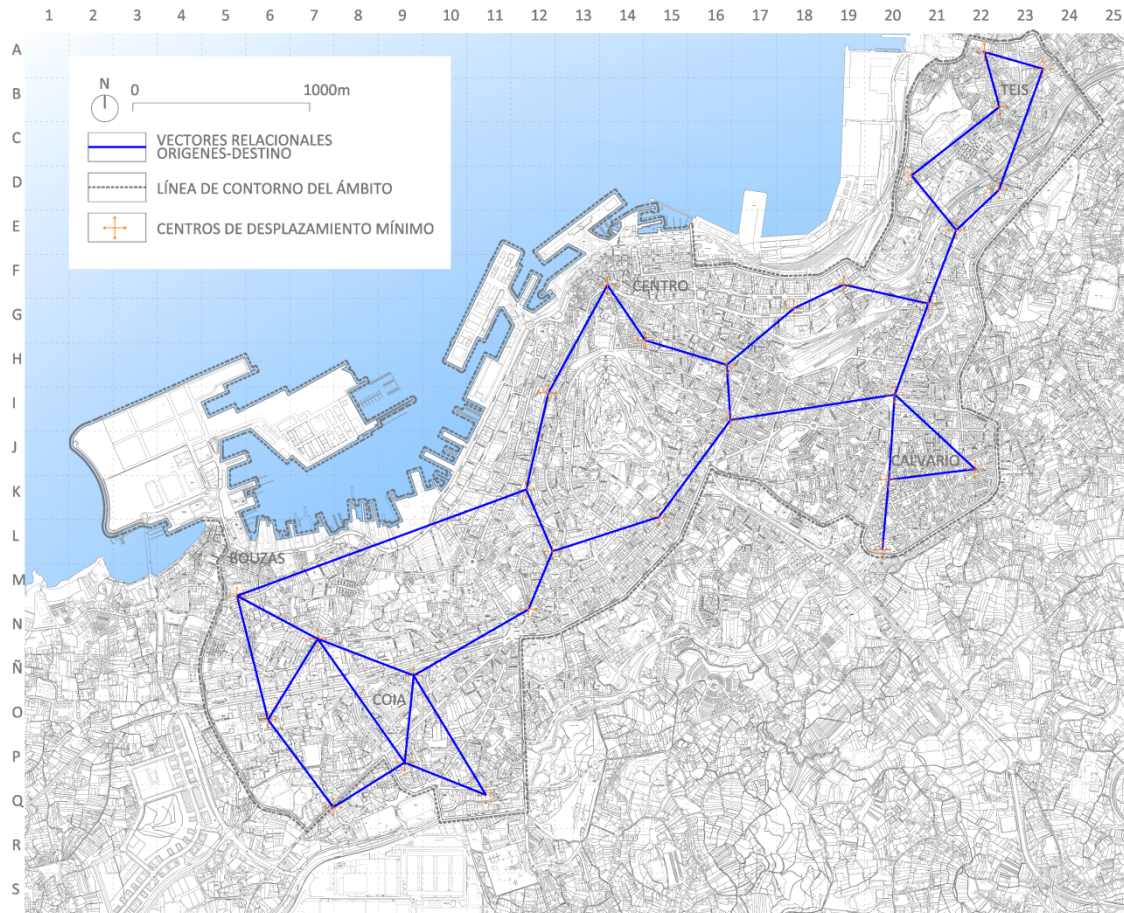 1 2 3 4 5 6 7 8 9 10 11 12 13 14 15 16 17 18 19 20 21 22 23 24 25
A
B
C
D
E
F
G
H
I
J
K
L
M
N
Ñ
O
P
Q
R
S
N
0 1000m
VECTORES RELACIONALES
ORIGENES-DESTINO
LÍNEA DE CONTORNO DEL ÁMBITO
CENTROS DE DESPLAZAMIENTO MÍNIMO
TEIS
CENTRO
CALVARIO
BOUZAS
COIA